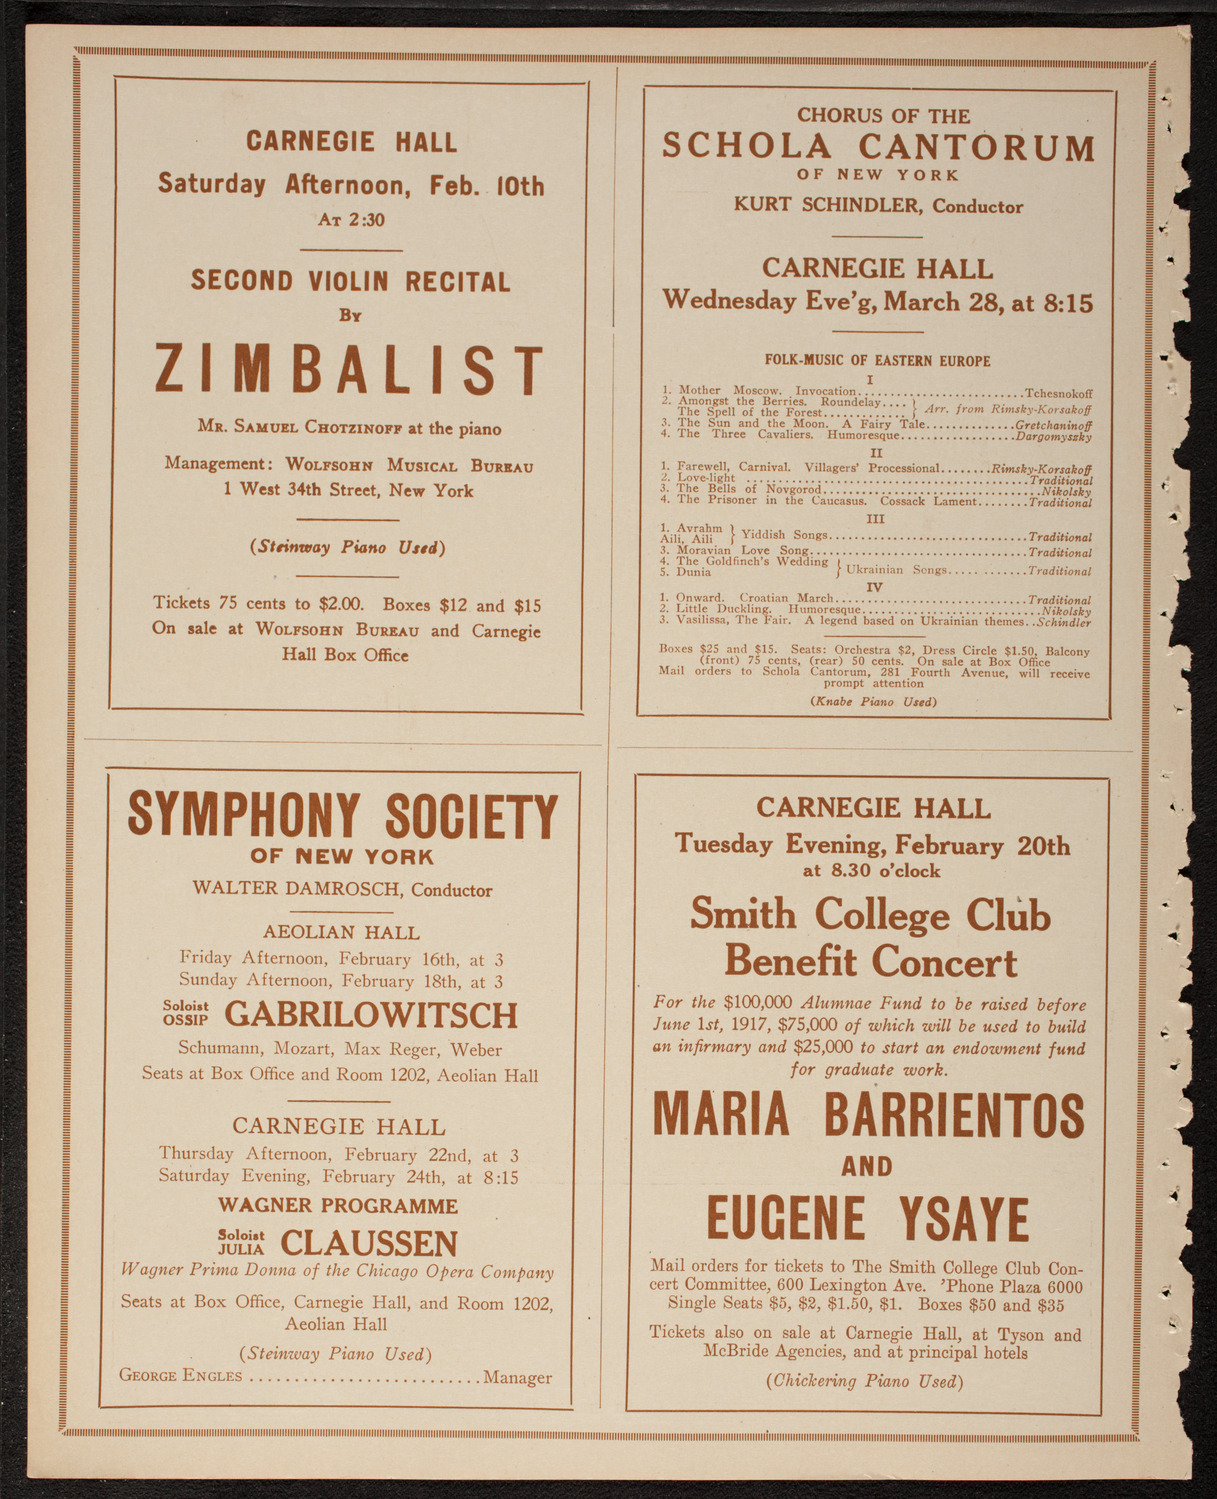 CARNEGIE HALL
Saturday Afternoon, Feb. 10th
AT 2:30
SECOND VIOLIN RECITAL
BY
ZIMBALIST
MR. SAMUEL CHOTZINOFF at the piano
Management: WOLFSOHN MUSICAL BUREAU
1 West 34th Street, New York
(Steinway Piano Used)
Tickets 75 cents to $2.00. Boxes $12 and $15
On sale at WOLFSOHN BUREAU and Carnegie
Hall Box Office
CHORUS OF THE
SCHOLA CANTORUM
OF NEW YORK
KURT SCHINDLER, Conductor
CARNEGIE HALL
Wednesday Eve'g, March 28, at 8:15
FOLK-MUSIC OF EASTERN EUROPE
I
1. Mother Moscow. Invocation..............................Tchesnokoff
2. Amongst the Berries. Roundelay.... }
The Spell of the Forest............ } Arr. from Rimsky-Korsakoff
3. The Sun and the Moon. A Fairy Tale.............Gretchaninoff
4. The Three Cavaliers. Humoresque.................Dargomyszky
II
1. Farewell, Carnival. Villagers' Processional........Rimsky-Korsakoff
2. Love-light ..........................................Traditional
3. The Bells of Novgorod.................................Nikolsky
4. The Prisoner in the Caucasus. Cossack Lament........Traditional
III
1. Avrahm }
Aili, Aili } Yiddish Songs..............................Traditional
3. Moravian Love Song.................................Traditional
4. The Goldfinch's Wedding }
5. Dunia } Ukrainian Songs............Traditional
IV
1. Onward. Croatian March.............................Traditional
2. Little Duckling. Humoresque...........................Nikolsky
3. Vasilissa, The Fair. A legend based on Ukrainian themes..Schindler
Boxes $25 and $15. Seats: Orchestra $2, Dress Circle $1.50, Balcony
(front) 75 cents, (rear) 50 cents. On sale at Box Office
Mail orders to Schola Cantorum, 281 Fourth Avenue, will receive
prompt attention
(Knabe Piano Used)
SYMPHONY SOCIETY
OF NEW YORK
WALTER DAMROSCH, Conductor
AEOLIAN HALL
Friday Afternoon, February 16th, at 3
Sunday Afternoon, February 18th, at 3
Soloist OSSIP GABRILOWITSCH
Schumann, Mozart, Max Reger, Weber
Seats at Box Office and Room 1202, Aeolian Hall
CARNEGIE HALL
Thursday Afternoon, February 22nd, at 3
Saturday Evening, February 24th, at 8:15
WAGNER PROGRAMME
Soloist JULIA CLAUSSEN
Wagner Prima Donna of the Chicago Opera Company
Seats at Box Office, Carnegie Hall, and Room 1202,
Aeolian Hall
(Steinway Piano Used)
GEORGE ENGLES ..........................Manager
CARNEGIE HALL
Tuesday Evening, February 20th
at 8.30 o'clock
Smith College Club
Benefit Concert
For the $100,000 Alumnae Fund to be raised before
June 1st, 1917, $75,000 of which will be used to build
an infirmary and $25,000 to start an endowment fund
for graduate work.
MARIA BARRIENTOS
AND
EUGENE YSAYE
Mail orders for tickets to The Smith College Club Con-
cert Committee, 600 Lexington Ave. 'Phone Plaza 6000
Single Seats $5, $2, $1.50, $1. Boxes $50 and $35
Tickets also on sale at Carnegie Hall, at Tyson and
McBride Agencies, and at principal hotels
(Chickering Piano Used)